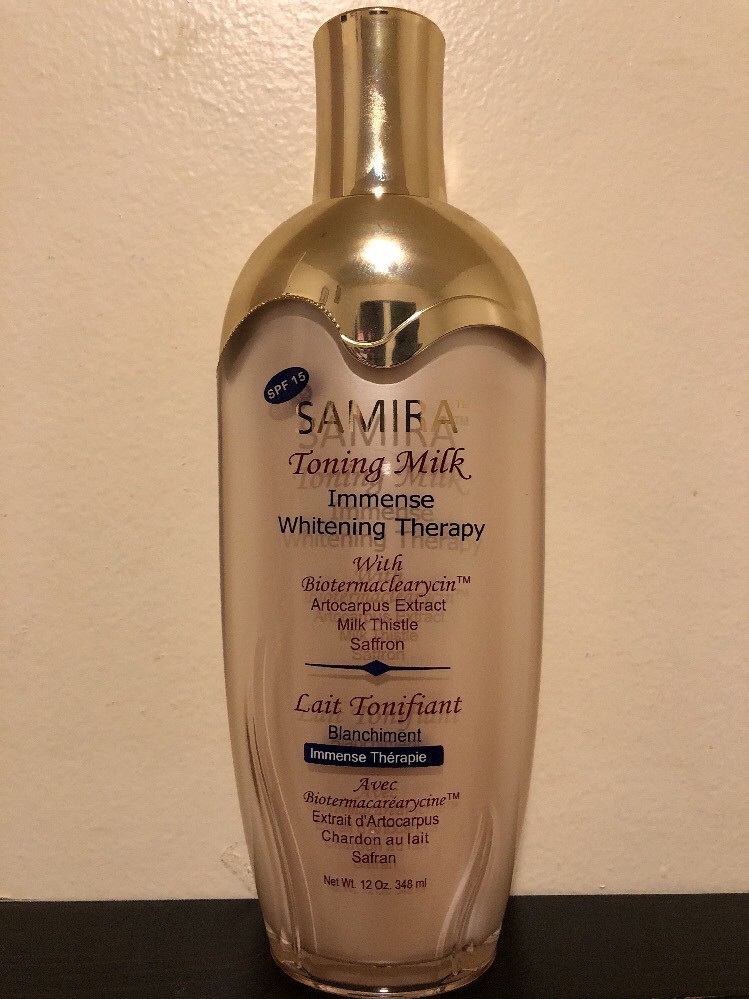 SPF 15
SAMIRA™
Toning Milk
Immense
Whitening Therapy
With
Biotermaclearycin™
Artocarpus Extract
Milk Thistle
Saffron
Lait Tonifiant
Blanchiment
Immense Thérapie
Avec
Biotermacaréarycine™
Extrait d'Artocarpus
Chardon au lait
Safran
Net Wt. 12 Oz. 348 ml